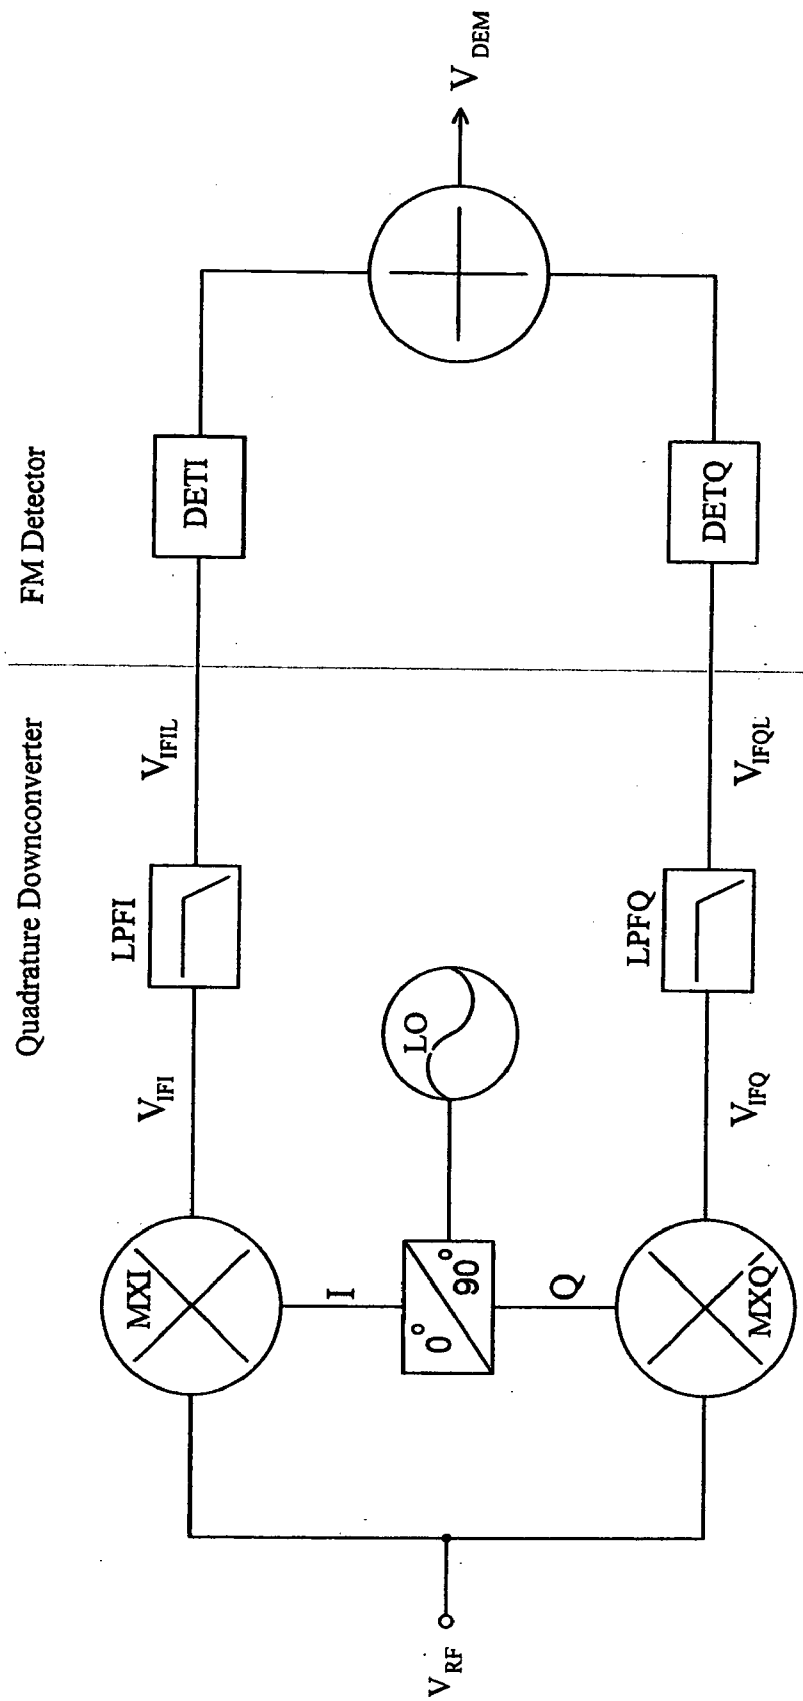 Quadrature Downconverter
FM Detector
V_RF
MXI
V_IFI
LPFI
V_IFIL
DETI
I
0°
90°
LO
Q
V_DEM
MXQ
V_IFQ
LPFQ
V_IFQL
DETQ